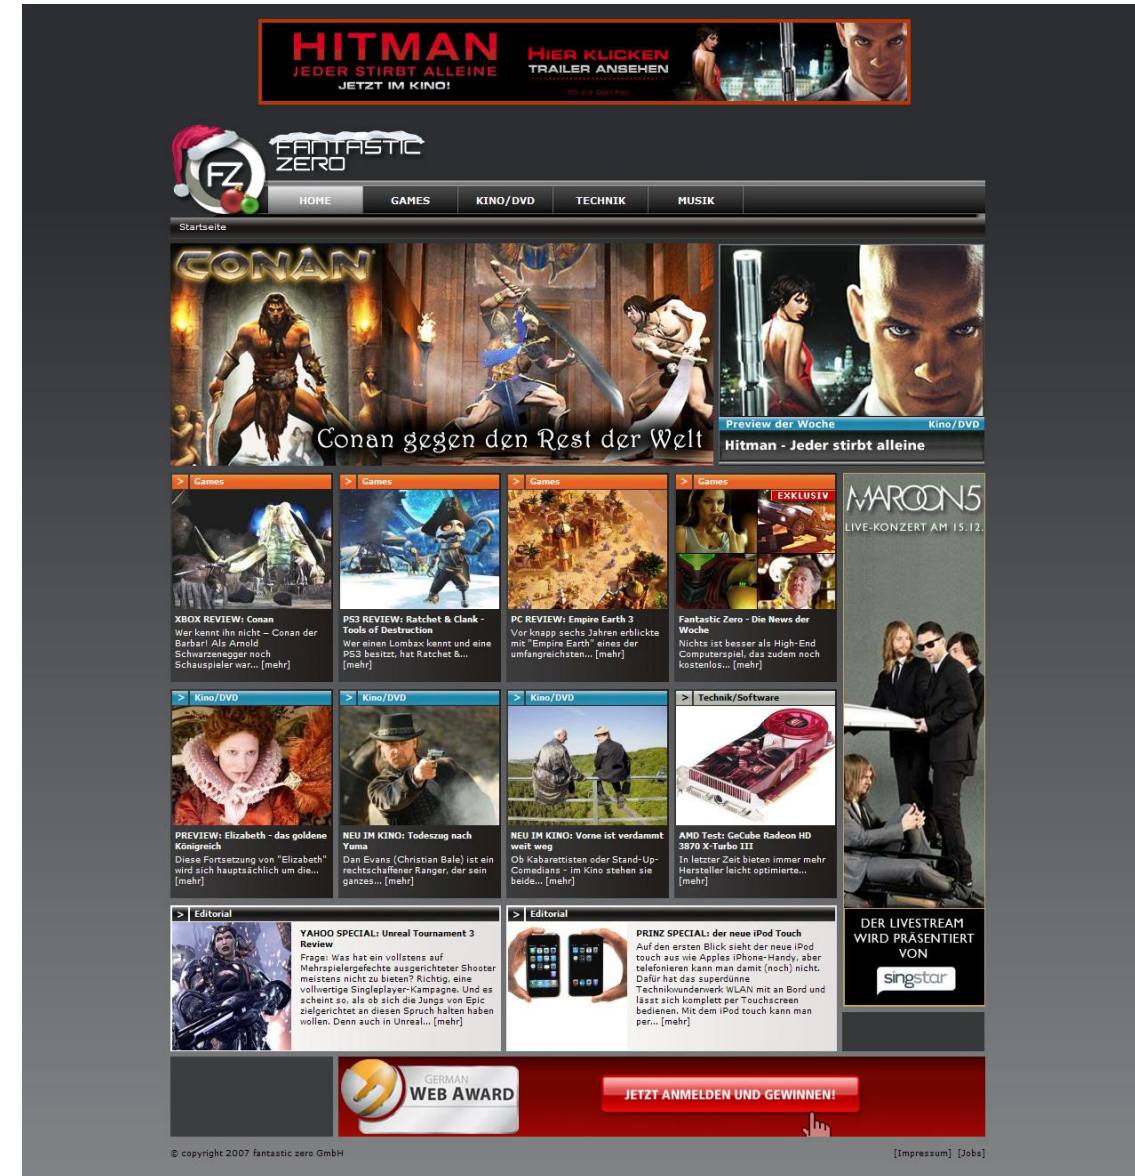 HITMAN
JEDER STIRBT ALLEINE
JETZT IM KINO!
HIER KLICKEN
TRAILER ANSEHEN
FZ
FANTASTIC
ZERO
HOME GAMES KINO/DVD TECHNIK MUSIK
Startseite
CONAN
Conan gegen den Rest der Welt
Preview der Woche Kino/DVD
Hitman - Jeder stirbt alleine
> Games
XBOX REVIEW: Conan
Wer kennt ihn nicht – Conan der
Barbar! Als Arnold
Schwarzenegger noch
Schauspieler war... [mehr]
> Games
PS3 REVIEW: Ratchet & Clank -
Tools of Destruction
Wer einen Lombax kennt und eine
PS3 besitzt, hat Ratchet &...
[mehr]
> Games
PC REVIEW: Empire Earth 3
Vor knapp sechs Jahren erblickte
mit "Empire Earth" eines der
umfangreichsten... [mehr]
> Games
EXKLUSIV
Fantastic Zero - Die News der
Woche
Nichts ist besser als High-End
Computerspiel, das zudem noch
kostenlos... [mehr]
MAROON5
LIVE-KONZERT AM 15.12.
> Kino/DVD
PREVIEW: Elizabeth - das goldene
Königreich
Diese Fortsetzung von "Elizabeth"
wird sich hauptsächlich um die...
[mehr]
> Kino/DVD
NEU IM KINO: Todeszug nach
Yuma
Dan Evans (Christian Bale) ist ein
rechtschaffener Ranger, der sein
ganzes... [mehr]
> Kino/DVD
NEU IM KINO: Vorne ist verdammt
weit weg
Ob Kabarettisten oder Stand-Up-
Comedians - im Kino stehen sie
beide... [mehr]
> Technik/Software
AMD Test: GeCube Radeon HD
3870 X-Turbo III
In letzter Zeit bieten immer mehr
Hersteller leicht optimierte...
[mehr]
DER LIVESTREAM
WIRD PRÄSENTIERT
VON
singstar
> Editorial
YAHOO SPECIAL: Unreal Tournament 3
Review
Frage: Was hat ein vollstens auf
Mehrspielergefechte ausgerichteter Shooter
meistens nicht zu bieten? Richtig, eine
vollwertige Singleplayer-Kampagne. Und es
scheint so, als ob sich die Jungs von Epic
zielgerichtet an diesen Spruch halten haben
wollen. Denn auch in Unreal... [mehr]
> Editorial
PRINZ SPECIAL: der neue iPod Touch
Auf den ersten Blick sieht der neue iPod
touch aus wie Apples iPhone-Handy, aber
telefonieren kann man damit (noch) nicht.
Dafür hat das superdünne
Technikwunderwerk WLAN mit an Bord und
lässt sich komplett per Touchscreen
bedienen. Mit dem iPod touch kann man
per... [mehr]
GERMAN
WEB AWARD
JETZT ANMELDEN UND GEWINNEN!
© copyright 2007 fantastic zero GmbH
[Impressum] [Jobs]